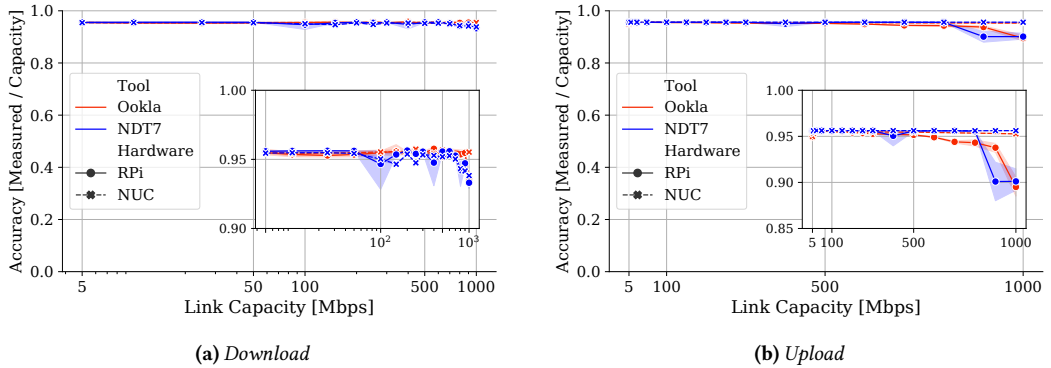 Accuracy [Measured / Capacity]
1.0
0.8
0.6
0.4
0.2
0.0
Tool
Ookla
NDT7
Hardware
RPi
NUC
1.00
0.95
0.90
10²
10³
5
50
100
500
1000
Link Capacity [Mbps]
(a) Download
Accuracy [Measured / Capacity]
1.0
0.8
0.6
0.4
0.2
0.0
Tool
Ookla
NDT7
Hardware
RPi
NUC
1.00
0.95
0.90
0.85
5
100
500
1000
5
100
500
1000
Link Capacity [Mbps]
(b) Upload